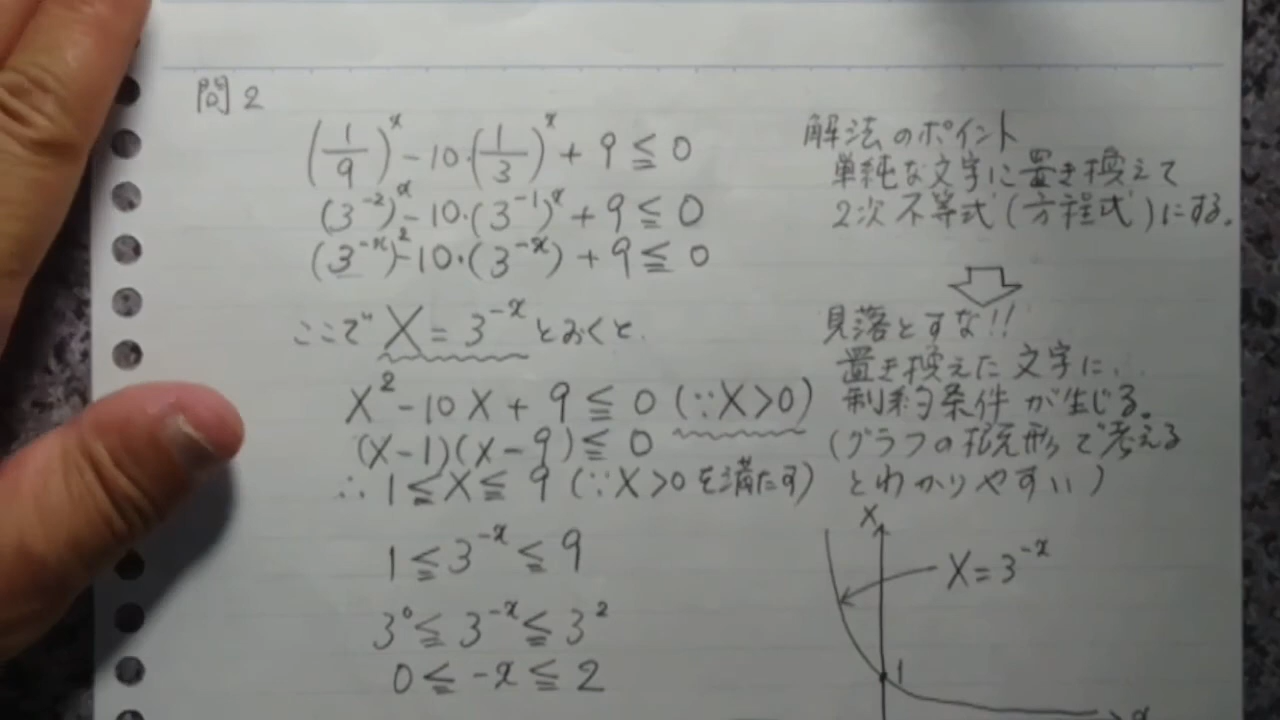 問2
(1/9)^x - 10·(1/3)^x + 9 ≦ 0
(3^-2)^x - 10·(3^-1)^x + 9 ≦ 0
(3^-x)^2 - 10·(3^-x) + 9 ≦ 0
ここで X = 3^-x とおくと、
X^2 - 10X + 9 ≦ 0 (∵X>0)
(X-1)(X-9) ≦ 0
∴ 1 ≦ X ≦ 9 (∵X>0を満たす)
1 ≦ 3^-x ≦ 9
3^0 ≦ 3^-x ≦ 3^2
0 ≦ -x ≦ 2
解法のポイント
単純な文字に置き換えて
2次不等式(方程式)にする。
見落とすな!!
置き換えた文字に、
制約条件が生じる。
(グラフの概形で考える
とわかりやすい)
X
X = 3^-x
1
x